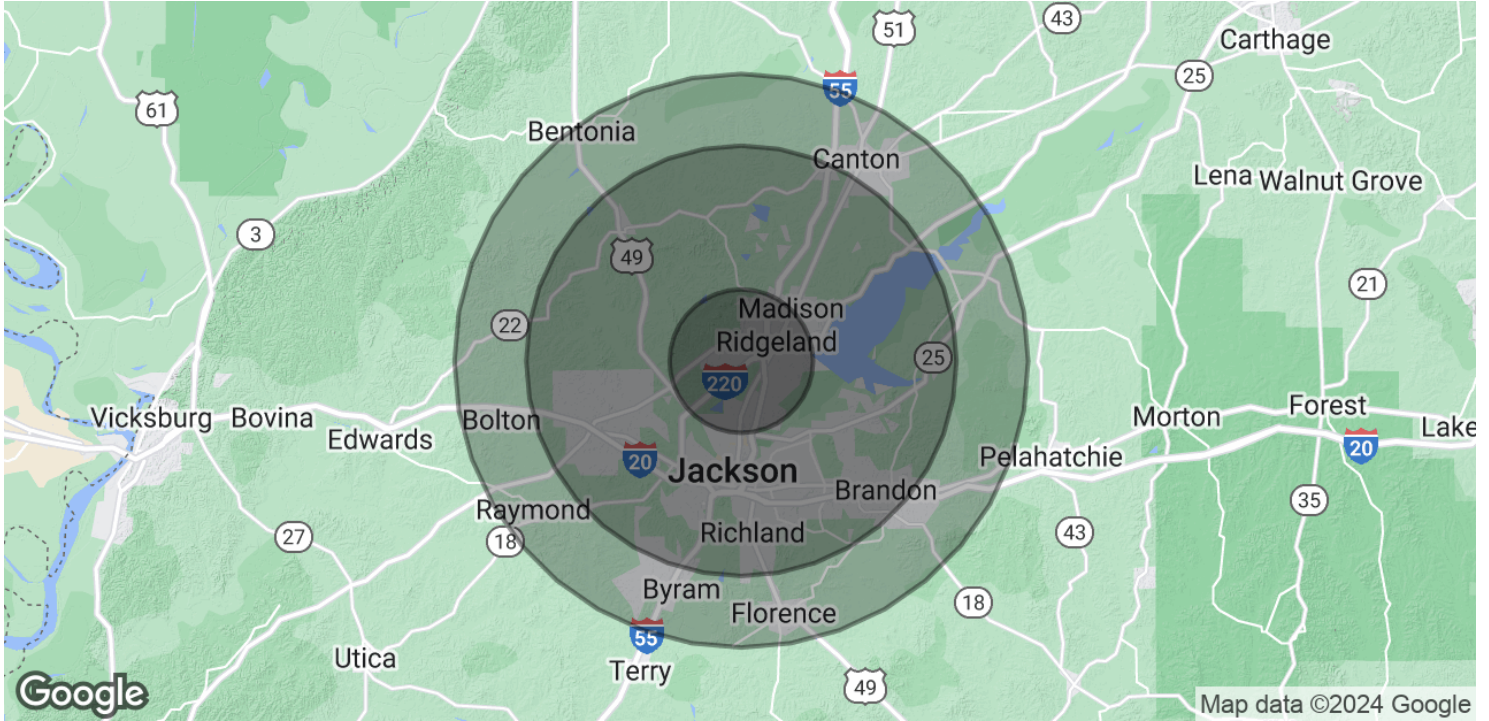 51
43
Carthage
25
61
55
Bentonia
Canton
Lena
Walnut Grove
3
49
21
Madison
22
Ridgeland
25
220
Vicksburg
Bovina
Edwards
Bolton
Morton
Forest
Lake
20
20
Jackson
Pelahatchie
Brandon
35
Raymond
27
18
Richland
43
Byram
Florence
18
55
Utica
Terry
49
Google
Map data ©2024 Google